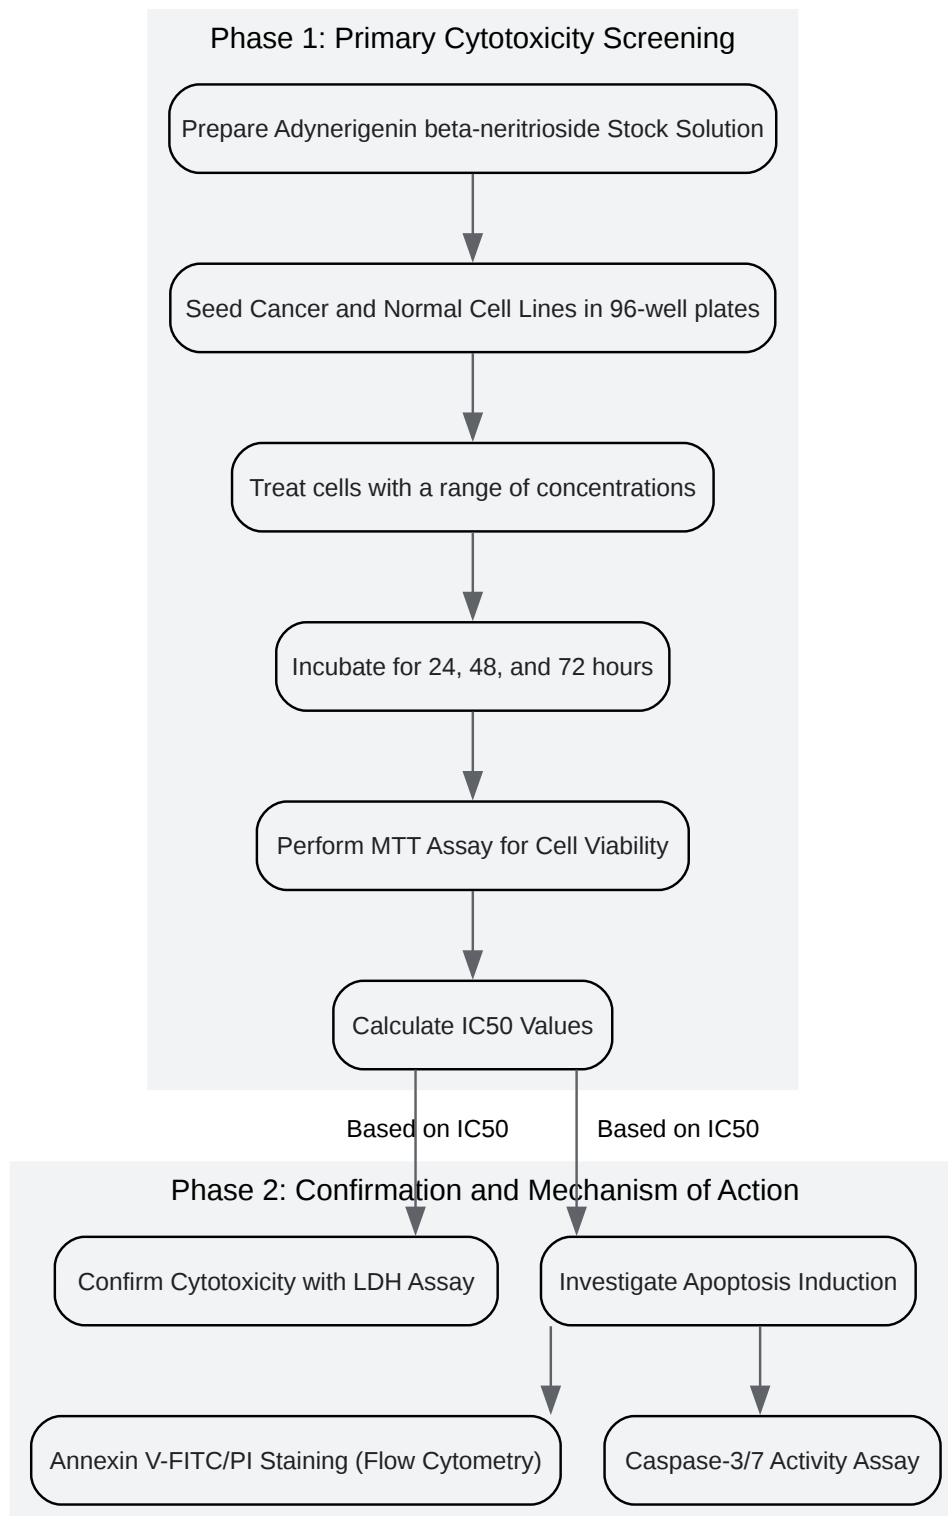 Phase 1: Primary Cytotoxicity Screening
Prepare Adynerigenin beta-neritrioside Stock Solution
Seed Cancer and Normal Cell Lines in 96-well plates
Treat cells with a range of concentrations
Incubate for 24, 48, and 72 hours
Perform MTT Assay for Cell Viability
Calculate IC50 Values
Based on IC50
Based on IC50
Phase 2: Confirmation and Mechanism of Action
Confirm Cytotoxicity with LDH Assay
Investigate Apoptosis Induction
Annexin V-FITC/PI Staining (Flow Cytometry)
Caspase-3/7 Activity Assay